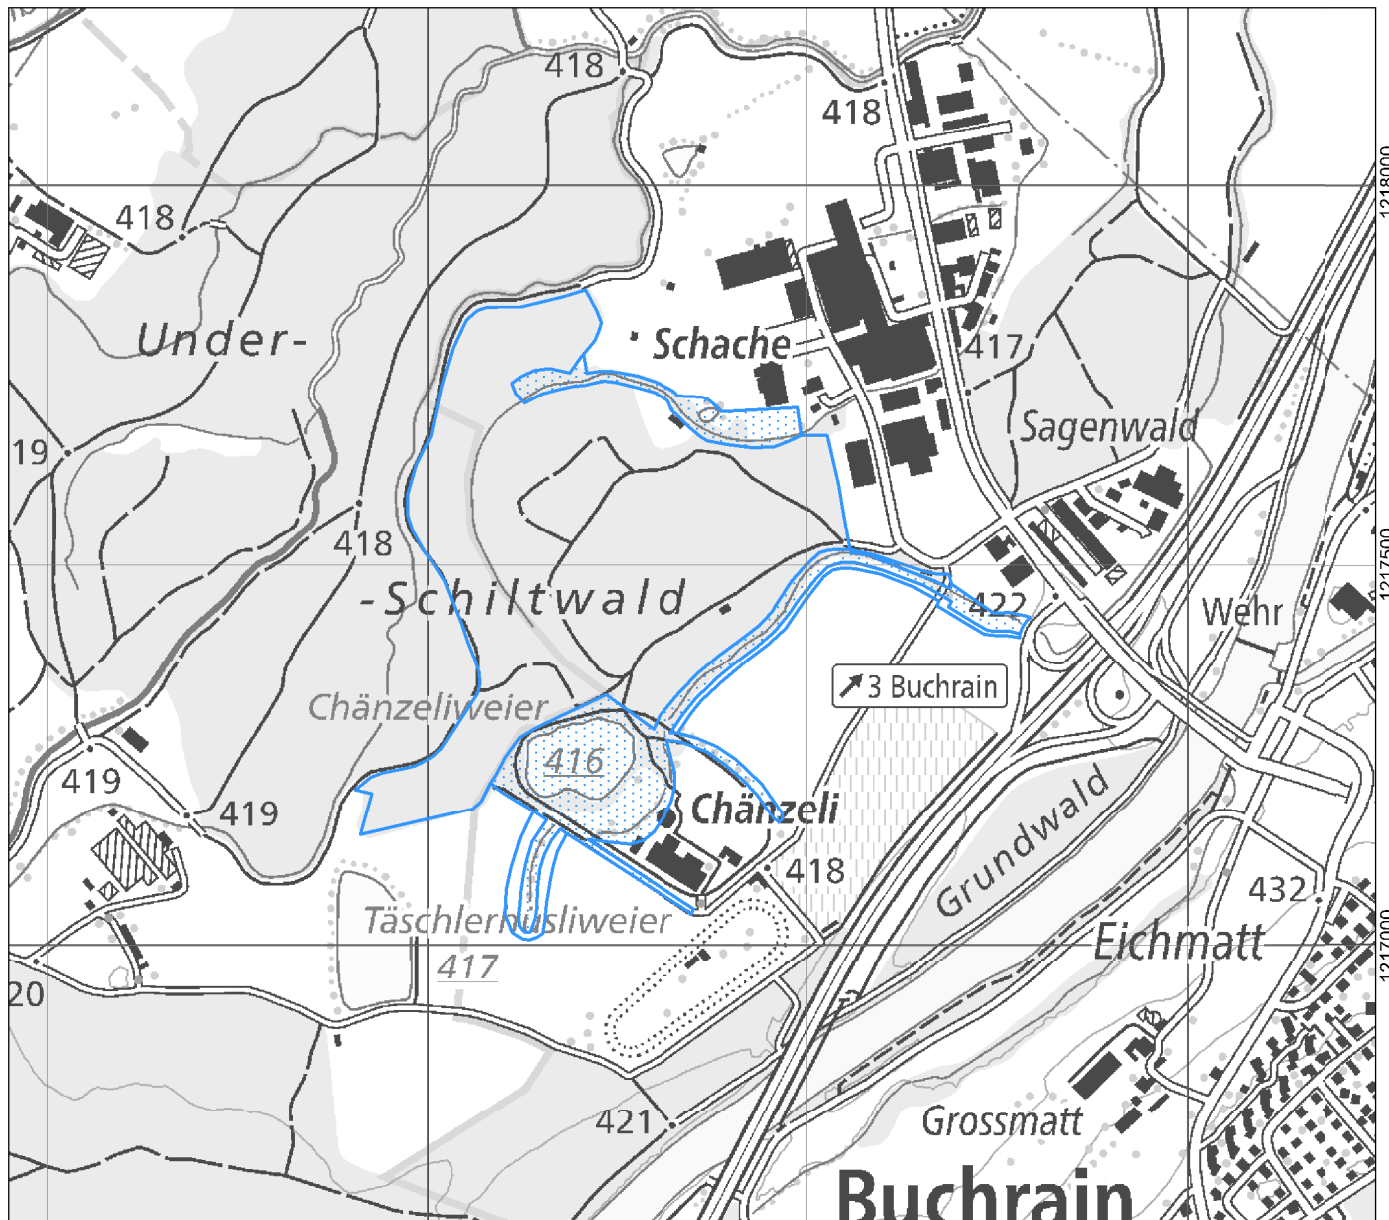 418
418
1218000
418
Under-
Schache
417
Sagenwald
19
418
1217500
-Schiltwald
422
Wehr
3 Buchrain
Chänzeliweier
416
419
419
Chänzeli
418
Grundwald
432
Täschlerhüsliweier
Eichmatt
417
1217000
20
421
Grossmatt
Buchrain